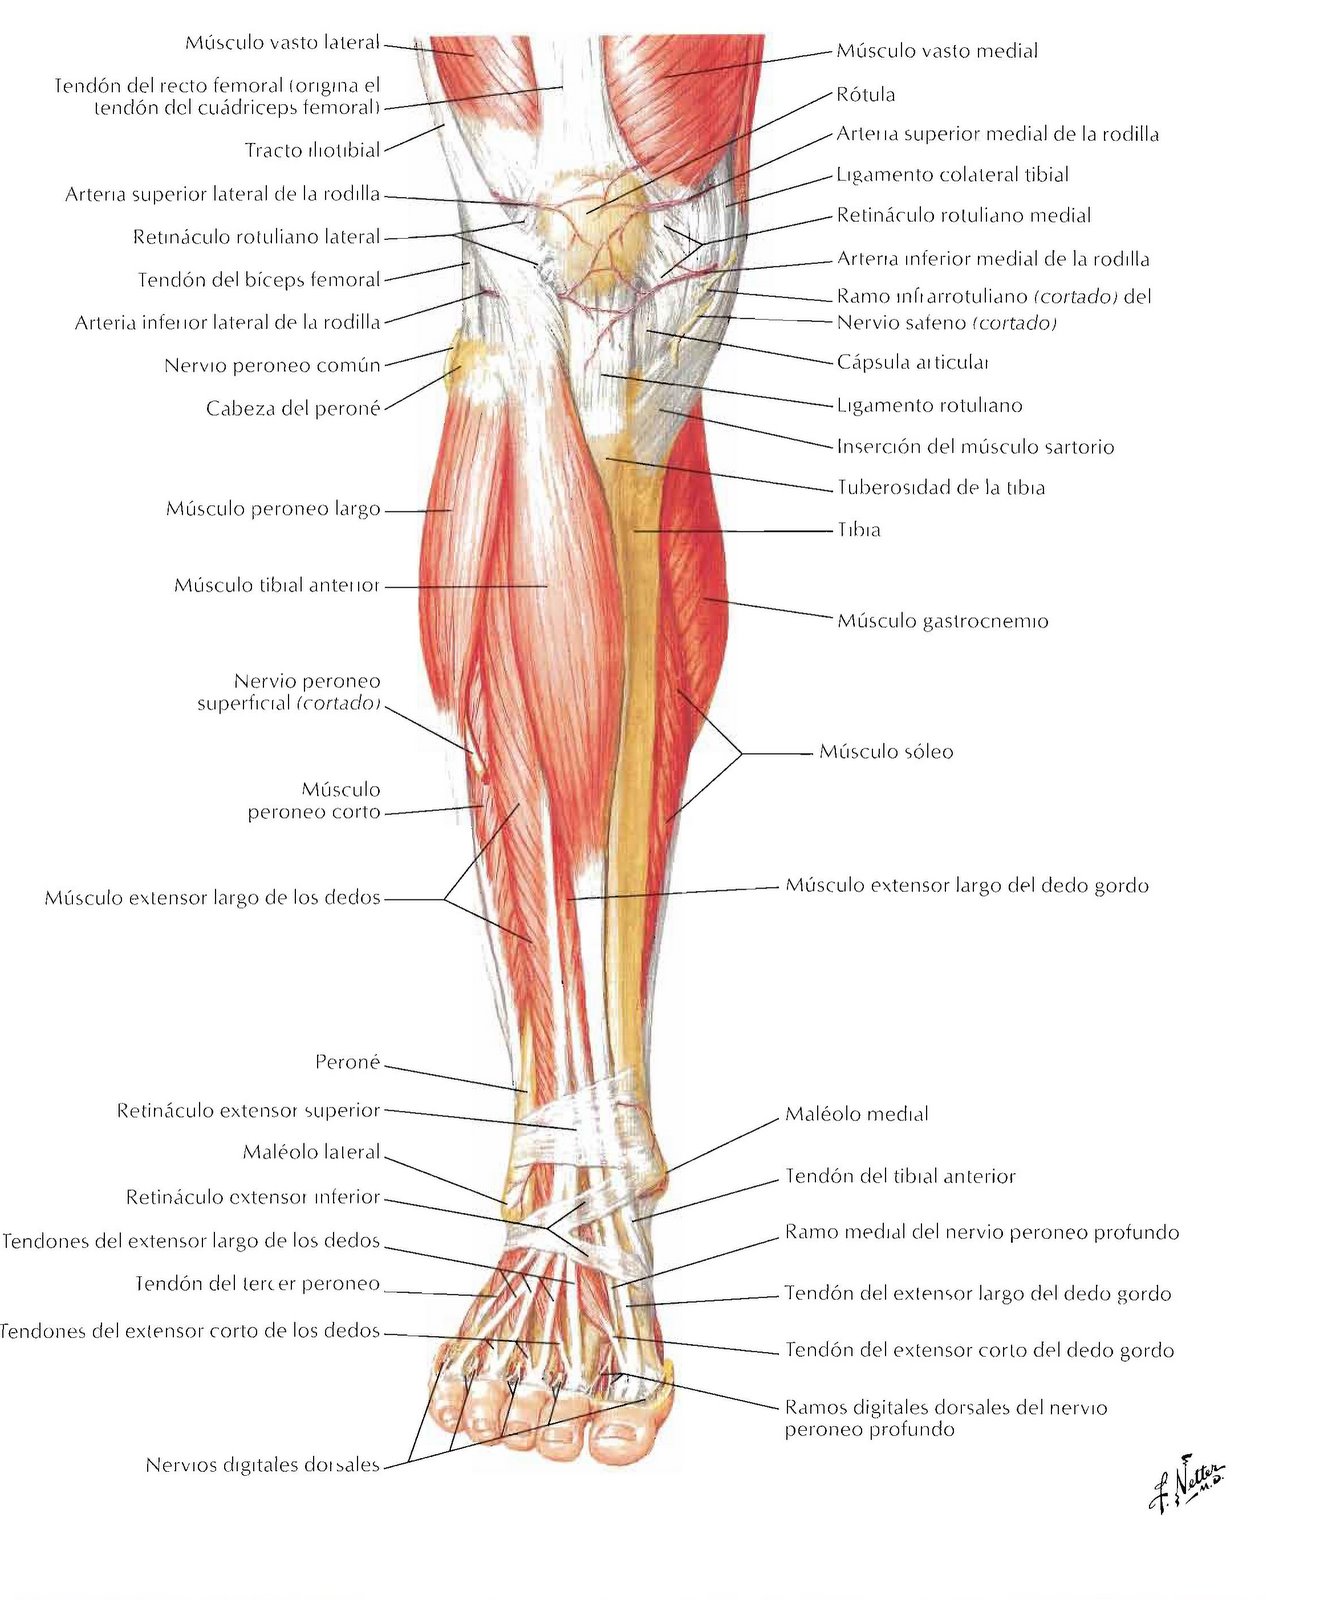 Músculo vasto lateral
Tendón del recto femoral (origina el
tendón del cuádriceps femoral)
Tracto iliotibial
Arteria superior lateral de la rodilla
Retináculo rotuliano lateral
Tendón del bíceps femoral
Arteria inferior lateral de la rodilla
Nervio peroneo común
Cabeza del peroné
Músculo peroneo largo
Músculo tibial anterior
Nervio peroneo
superficial (cortado)
Músculo
peroneo corto
Músculo extensor largo de los dedos
Peroné
Retináculo extensor superior
Maléolo lateral
Retináculo extensor inferior
Tendones del extensor largo de los dedos
Tendón del tercer peroneo
Tendones del extensor corto de los dedos
Nervios digitales dorsales
Músculo vasto medial
Rótula
Arteria superior medial de la rodilla
Ligamento colateral tibial
Retináculo rotuliano medial
Arteria inferior medial de la rodilla
Ramo infrarrotuliano (cortado) del
Nervio safeno (cortado)
Cápsula articular
Ligamento rotuliano
Inserción del músculo sartorio
Tuberosidad de la tibia
Tibia
Músculo gastrocnemio
Músculo sóleo
Músculo extensor largo del dedo gordo
Maléolo medial
Tendón del tibial anterior
Ramo medial del nervio peroneo profundo
Tendón del extensor largo del dedo gordo
Tendón del extensor corto del dedo gordo
Ramos digitales dorsales del nervio
peroneo profundo
F. Netter
M.D.